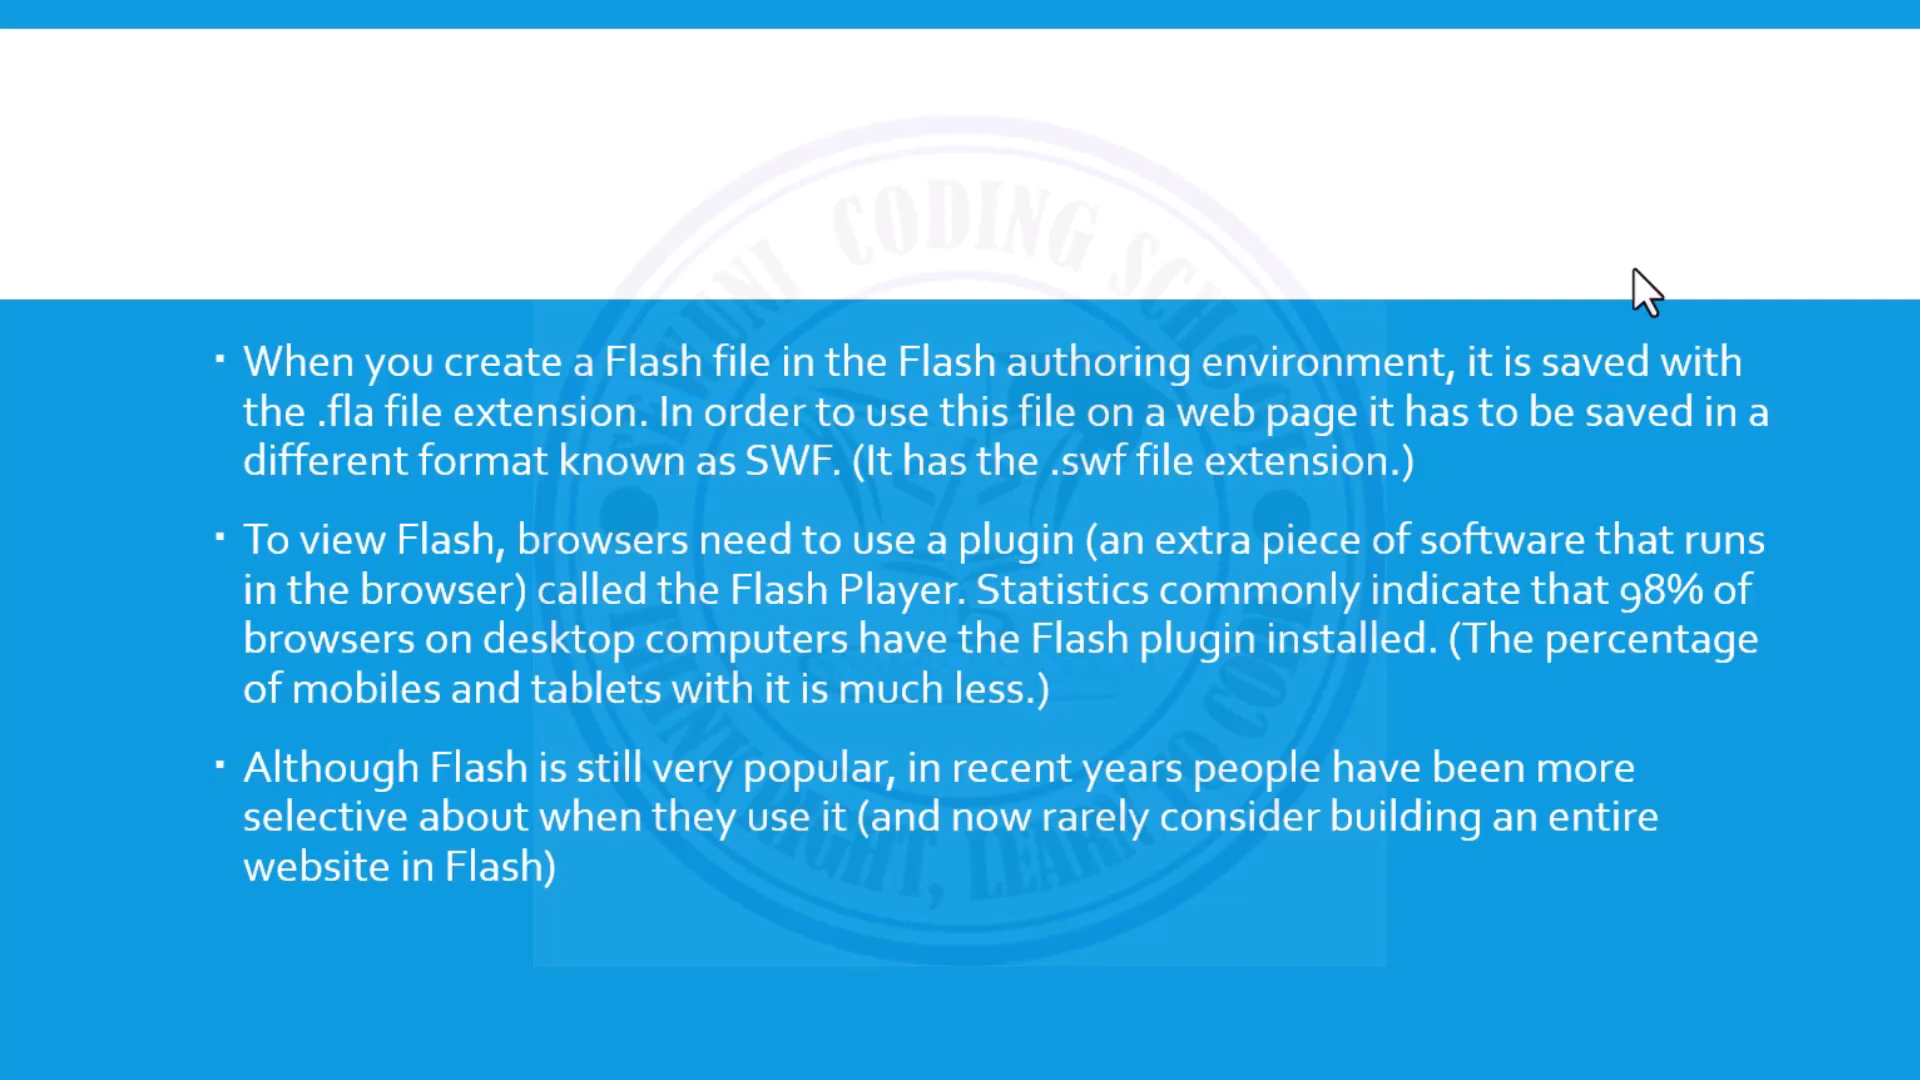 CODING SCHOOL
▪ When you create a Flash file in the Flash authoring environment, it is saved with
the .fla file extension. In order to use this file on a web page it has to be saved in a
different format known as SWF. (It has the .swf file extension.)
▪ To view Flash, browsers need to use a plugin (an extra piece of software that runs
in the browser) called the Flash Player. Statistics commonly indicate that 98% of
browsers on desktop computers have the Flash plugin installed. (The percentage
of mobiles and tablets with it is much less.)
▪ Although Flash is still very popular, in recent years people have been more
selective about when they use it (and now rarely consider building an entire
website in Flash)